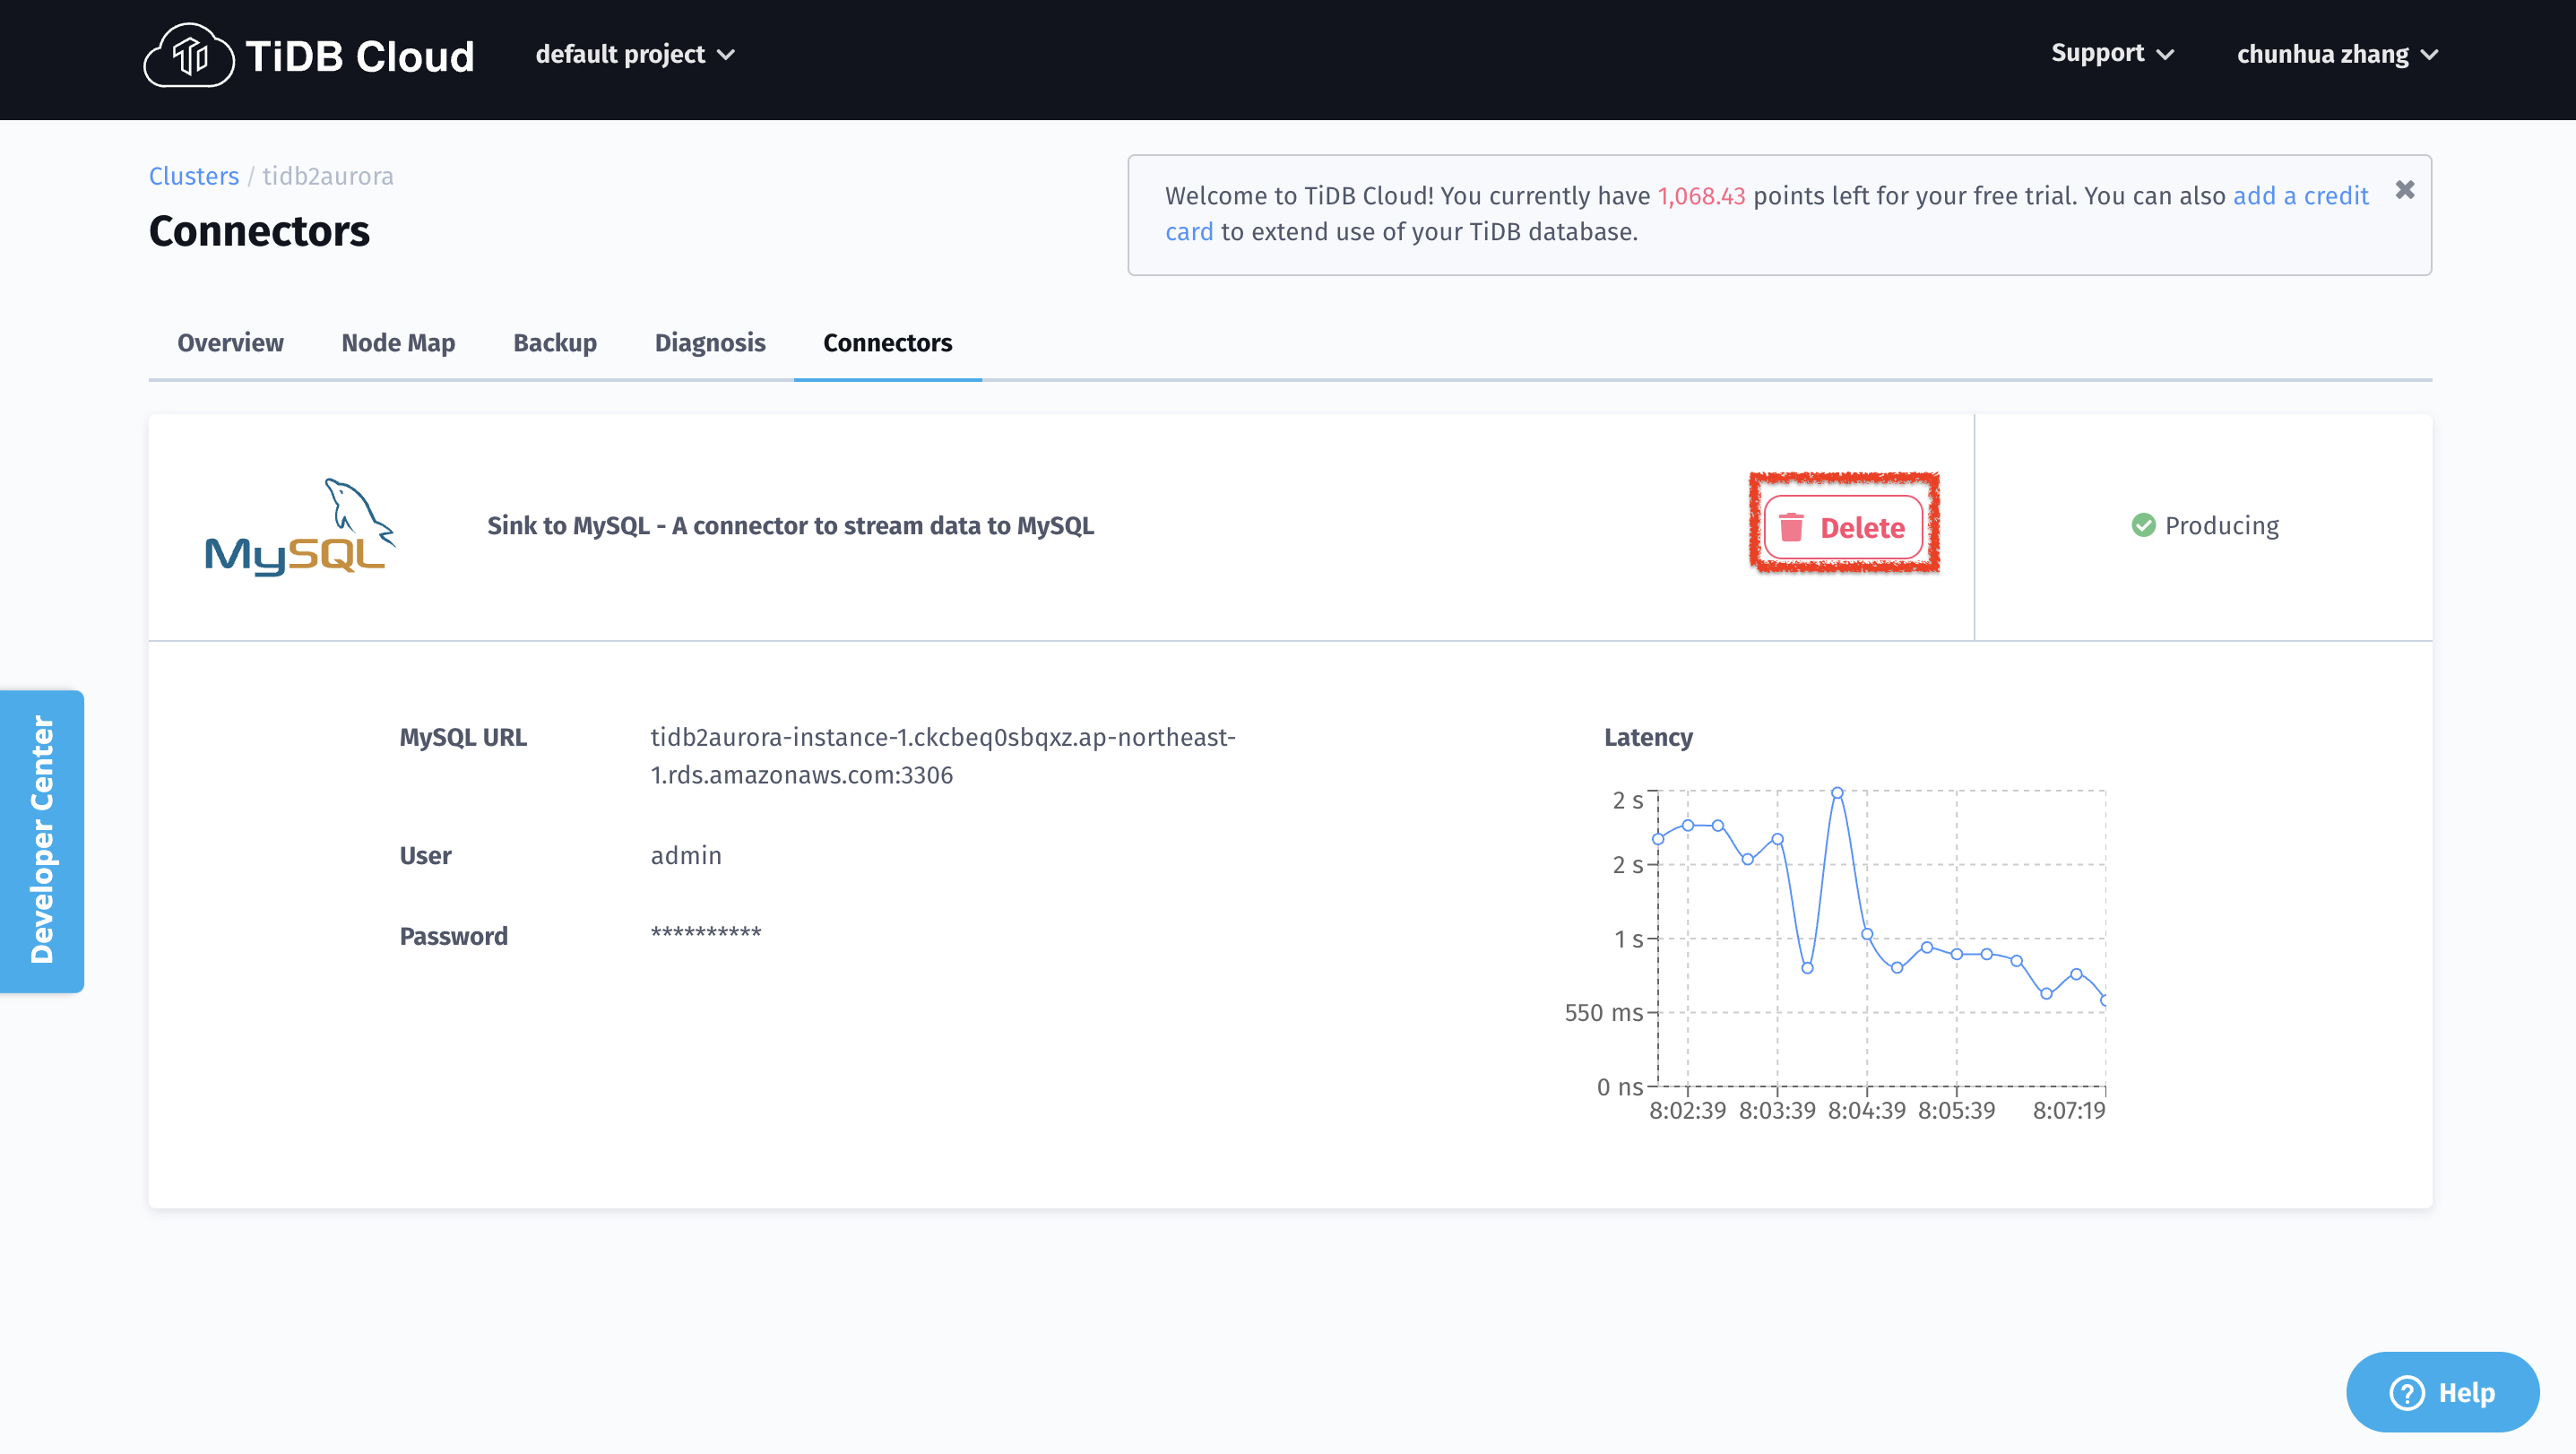 TiDB Cloud
default project
Support
chunhua zhang
Clusters / tidb2aurora
Connectors
Welcome to TiDB Cloud! You currently have 1,068.43 points left for your free trial. You can also add a credit
card to extend use of your TiDB database.
Overview
Node Map
Backup
Diagnosis
Connectors
MySQL
Sink to MySQL - A connector to stream data to MySQL
Delete
Producing
Developer Center
MySQL URL
tidb2aurora-instance-1.ckcbeq0sbqxz.ap-northeast-
1.rds.amazonaws.com:3306
User
admin
Password
**********
Latency
2 s
2 s
1 s
550 ms
0 ns
8:02:39
8:03:39
8:04:39
8:05:39
8:07:19
Help